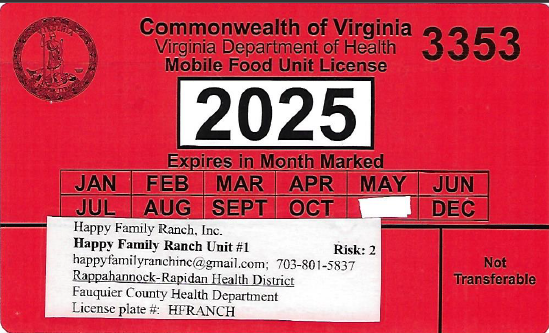 Commonwealth of Virginia
Virginia Department of Health
Mobile Food Unit License
3353
2025
Expires in Month Marked
JAN FEB MAR APR MAY JUN
JUL AUG SEPT OCT DEC
Happy Family Ranch, Inc.
Happy Family Ranch Unit #1 Risk: 2
happyfamilyranchinc@gmail.com; 703-801-5837
Rappahannock-Rapidan Health District
Fauquier County Health Department
License plate #: HFRANCH
Not
Transferable